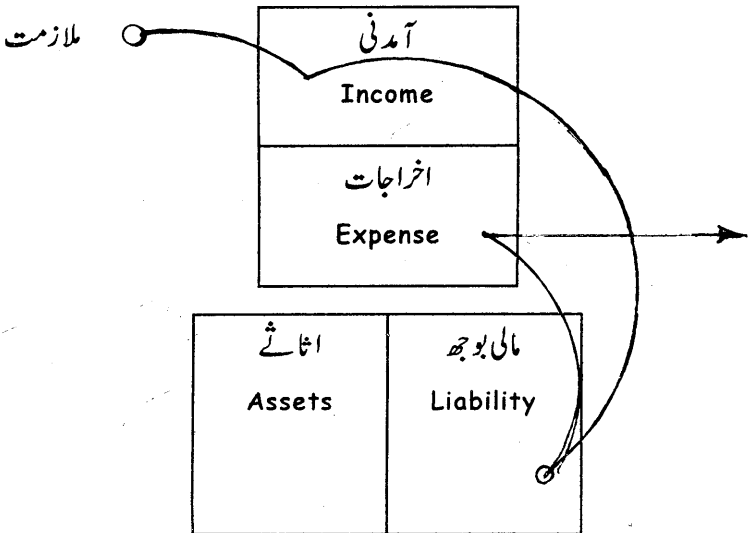 ملازمت
آمدنی
Income
اخراجات
Expense
اثاثے
Assets
مالی بوجھ
Liability